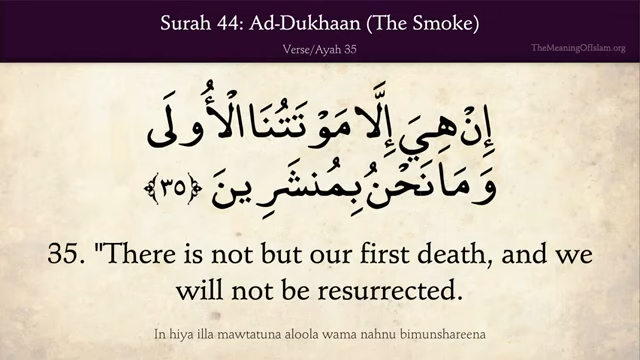 Surah 44: Ad-Dukhaan (The Smoke)
Verse/Ayah 35
TheMeaningOfIslam.org
إِنْ هِيَ إِلَّا مَوْتَتُنَا الْأُولَى
وَمَا نَحْنُ بِمُنشَرِينَ ﴿٣٥﴾
35. "There is not but our first death, and we
will not be resurrected.
In hiya illa mawtatuna aloola wama nahnu bimunshareena